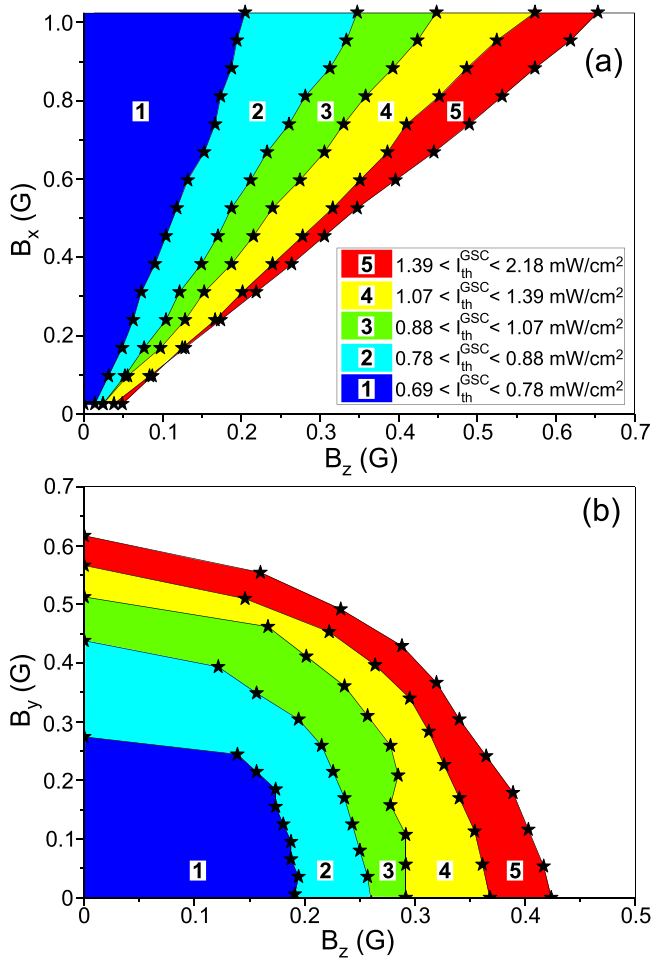 1.0
0.8
0.6
0.4
0.2
0
B_x (G)
(a)
1
2
3
4
5
5 1.39 < I_th^GSC < 2.18 mW/cm²
4 1.07 < I_th^GSC < 1.39 mW/cm²
3 0.88 < I_th^GSC < 1.07 mW/cm²
2 0.78 < I_th^GSC < 0.88 mW/cm²
1 0.69 < I_th^GSC < 0.78 mW/cm²
0 0.1 0.2 0.3 0.4 0.5 0.6 0.7
B_z (G)
0.7
0.6
0.5
0.4
0.3
0.2
0.1
0
B_y (G)
(b)
1 2 3 4 5
0 0.1 0.2 0.3 0.4 0.5
B_z (G)